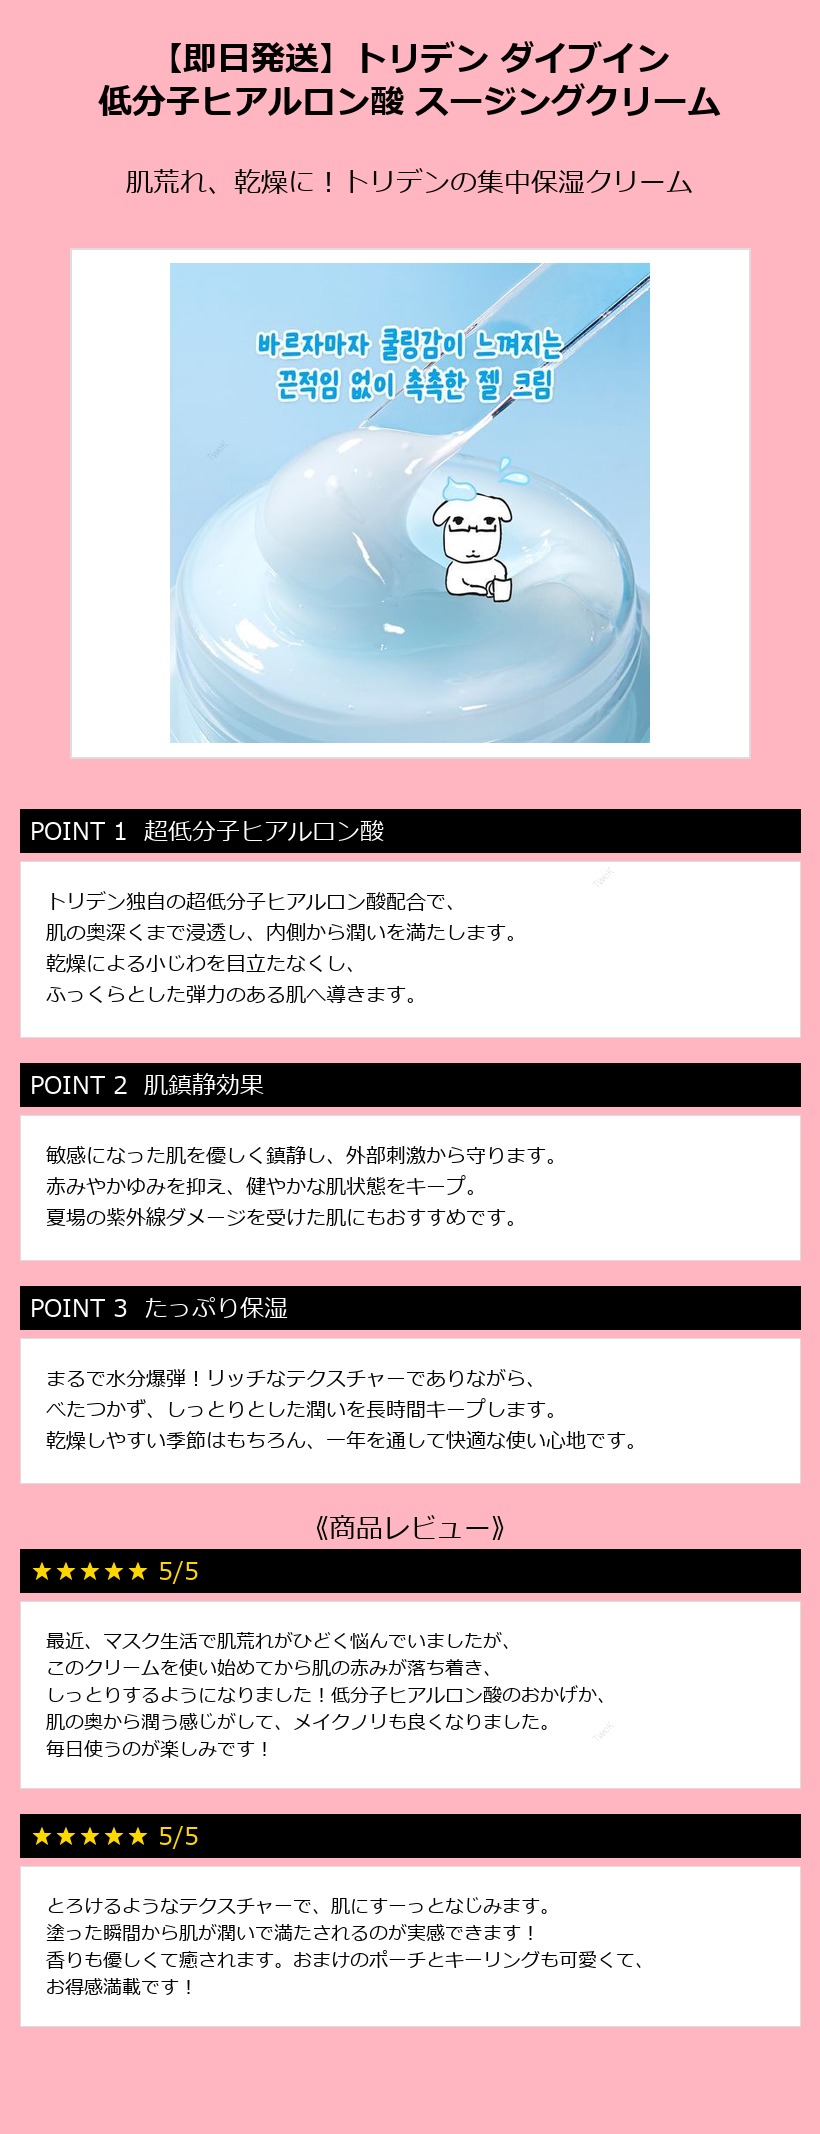 【即日発送】トリデン ダイブイン
低分子ヒアルロン酸 スージングクリーム
肌荒れ、乾燥に！トリデンの集中保湿クリーム
바르자마자 쿨링감이 느껴지는
끈적임 없이 촉촉한 젤 크림
POINT 1 超低分子ヒアルロン酸
トリデン独自の超低分子ヒアルロン酸配合で、
肌の奥深くまで浸透し、内側から潤いを満たします。
乾燥による小じわを目立たなくし、
ふっくらとした弾力のある肌へ導きます。
POINT 2 肌鎮静効果
敏感になった肌を優しく鎮静し、外部刺激から守ります。
赤みやかゆみを抑え、健やかな肌状態をキープ。
夏場の紫外線ダメージを受けた肌にもおすすめです。
POINT 3 たっぷり保湿
まるで水分爆弾！リッチなテクスチャーでありながら、
べたつかず、しっとりとした潤いを長時間キープします。
乾燥しやすい季節はもちろん、一年を通して快適な使い心地です。
《商品レビュー》
★★★★★ 5/5
最近、マスク生活で肌荒れがひどく悩んでいましたが、
このクリームを使い始めてから肌の赤みが落ち着き、
しっとりするようになりました！低分子ヒアルロン酸のおかげか、
肌の奥から潤う感じがして、メイクノリも良くなりました。
毎日使うのが楽しみです！
★★★★★ 5/5
とろけるようなテクスチャーで、肌にすーっとなじみます。
塗った瞬間から肌が潤いで満たされるのが実感できます！
香りも優しくて癒されます。おまけのポーチとキーリングも可愛くて、
お得感満載です！